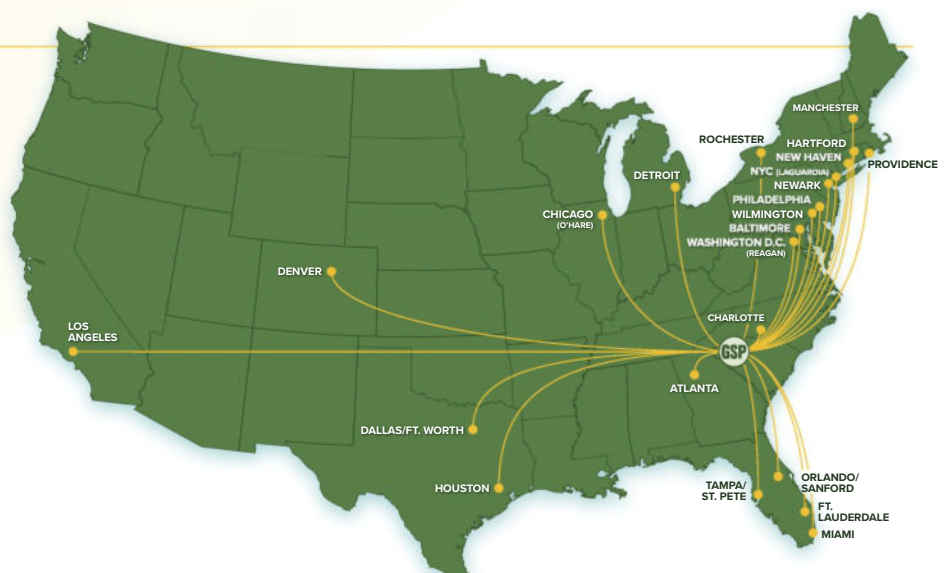 MANCHESTER
ROCHESTER
HARTFORD
NEW HAVEN
PROVIDENCE
NYC (LAGUARDIA)
DETROIT
NEWARK
PHILADELPHIA
CHICAGO
(O'HARE)
WILMINGTON
BALTIMORE
WASHINGTON D.C.
(REAGAN)
DENVER
CHARLOTTE
LOS
ANGELES
GSP
ATLANTA
DALLAS/FT. WORTH
HOUSTON
TAMPA/
ST. PETE
ORLANDO/
SANFORD
FT.
LAUDERDALE
MIAMI